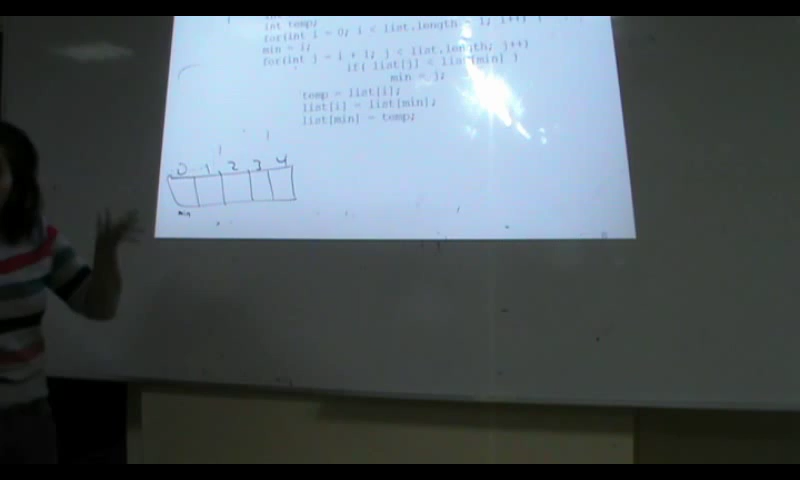 int temp;
for(int i = 0; i < list.length - 1; i++) {
min = i;
for(int j = i + 1; j < list.length; j++)
if( list[j] < list[min] )
min = j;
temp = list[i];
list[i] = list[min];
list[min] = temp;
0 1 2 3 4
min